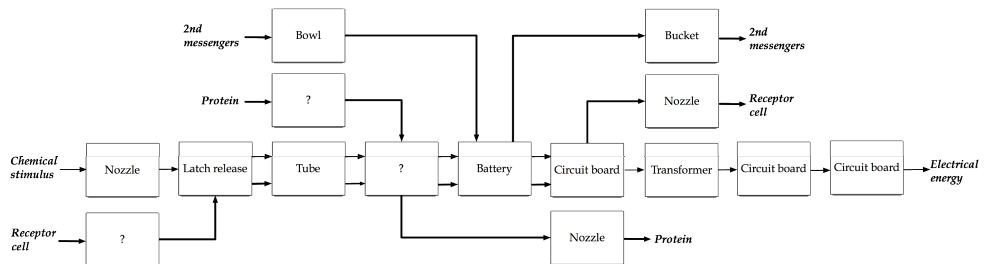 2nd
messengers
Bowl
Bucket
2nd
messengers
Protein
?
Nozzle
Receptor
cell
Chemical
stimulus
Nozzle
Latch release
Tube
?
Battery
Circuit board
Transformer
Circuit board
Circuit board
Electrical
energy
Receptor
cell
?
Nozzle
Protein